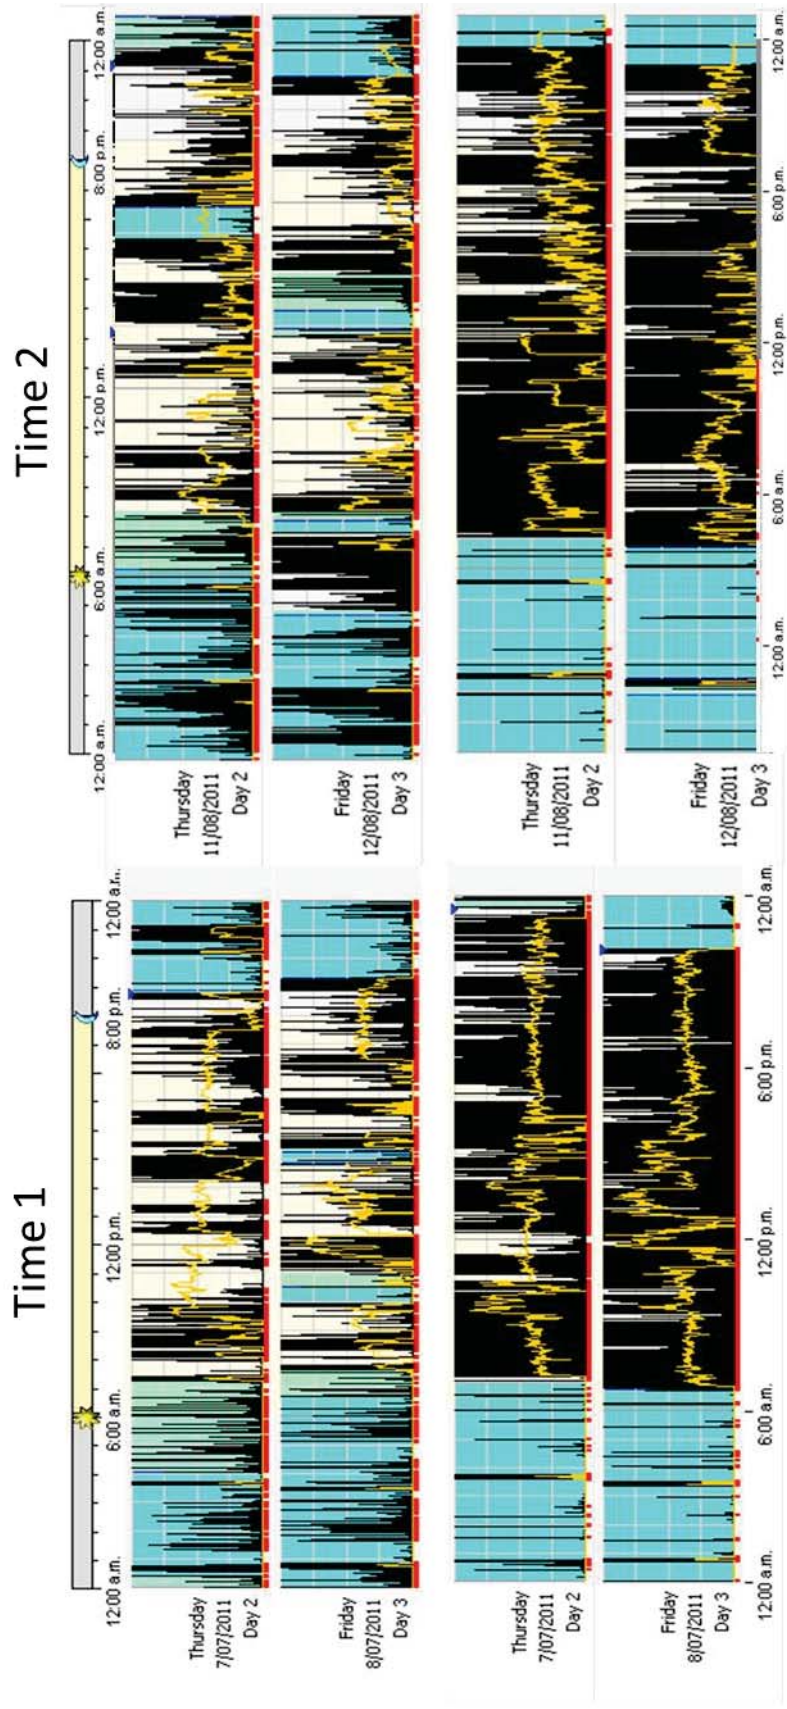 Time 1
12:00 a.m.
6:00 a.m.
12:00 p.m.
8:00 p.m.
12:00 a.m.
Thursday
7/07/2011
Day 2
Friday
8/07/2011
Day 3
Thursday
7/07/2011
Day 2
Friday
8/07/2011
Day 3
12:00 a.m.
6:00 a.m.
12:00 p.m.
6:00 p.m.
12:00 a.m.
Time 2
12:00 a.m.
6:00 a.m.
12:00 p.m.
8:00 p.m.
12:00 a.m.
Thursday
11/08/2011
Day 2
Friday
12/08/2011
Day 3
Thursday
11/08/2011
Day 2
Friday
12/08/2011
Day 3
12:00 a.m.
6:00 a.m.
12:00 p.m.
6:00 p.m.
12:00 a.m.